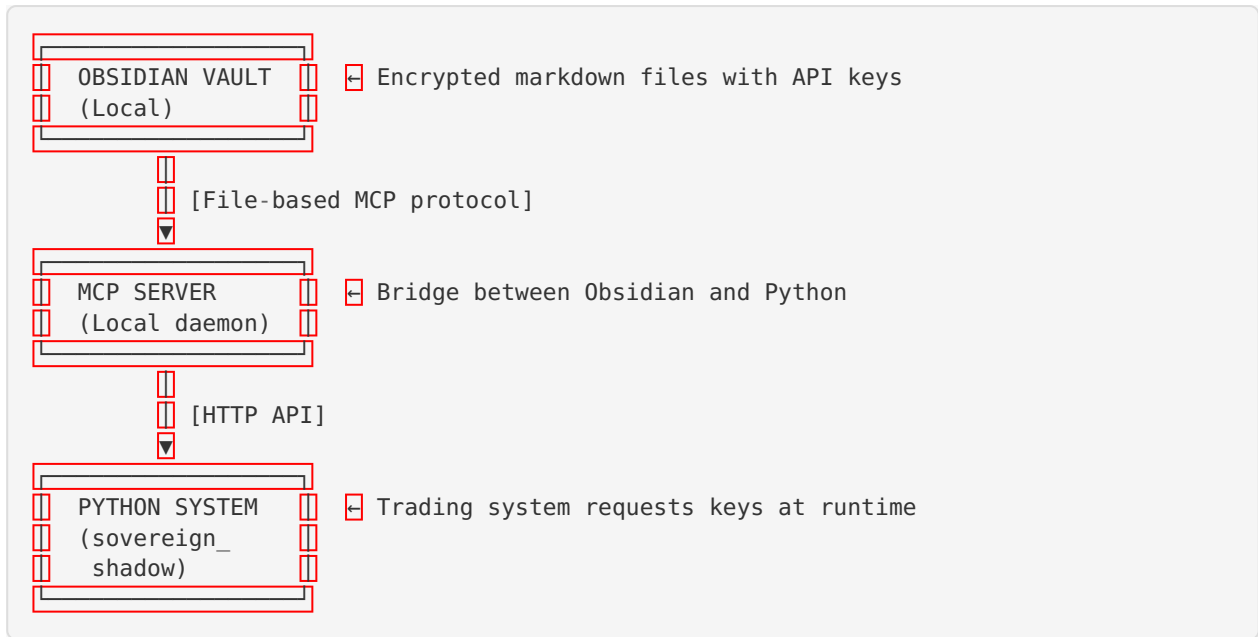 ┌─────────────────────┐
│  OBSIDIAN VAULT  │  ← Encrypted markdown files with API keys
│  (Local)         │
└─────────────────────┘
│
│ [File-based MCP protocol]
▼
┌─────────────────────┐
│  MCP SERVER      │  ← Bridge between Obsidian and Python
│  (Local daemon)  │
└─────────────────────┘
│
│ [HTTP API]
▼
┌─────────────────────┐
│  PYTHON SYSTEM   │  ← Trading system requests keys at runtime
│  (sovereign_     │
│   shadow)        │
└─────────────────────┘